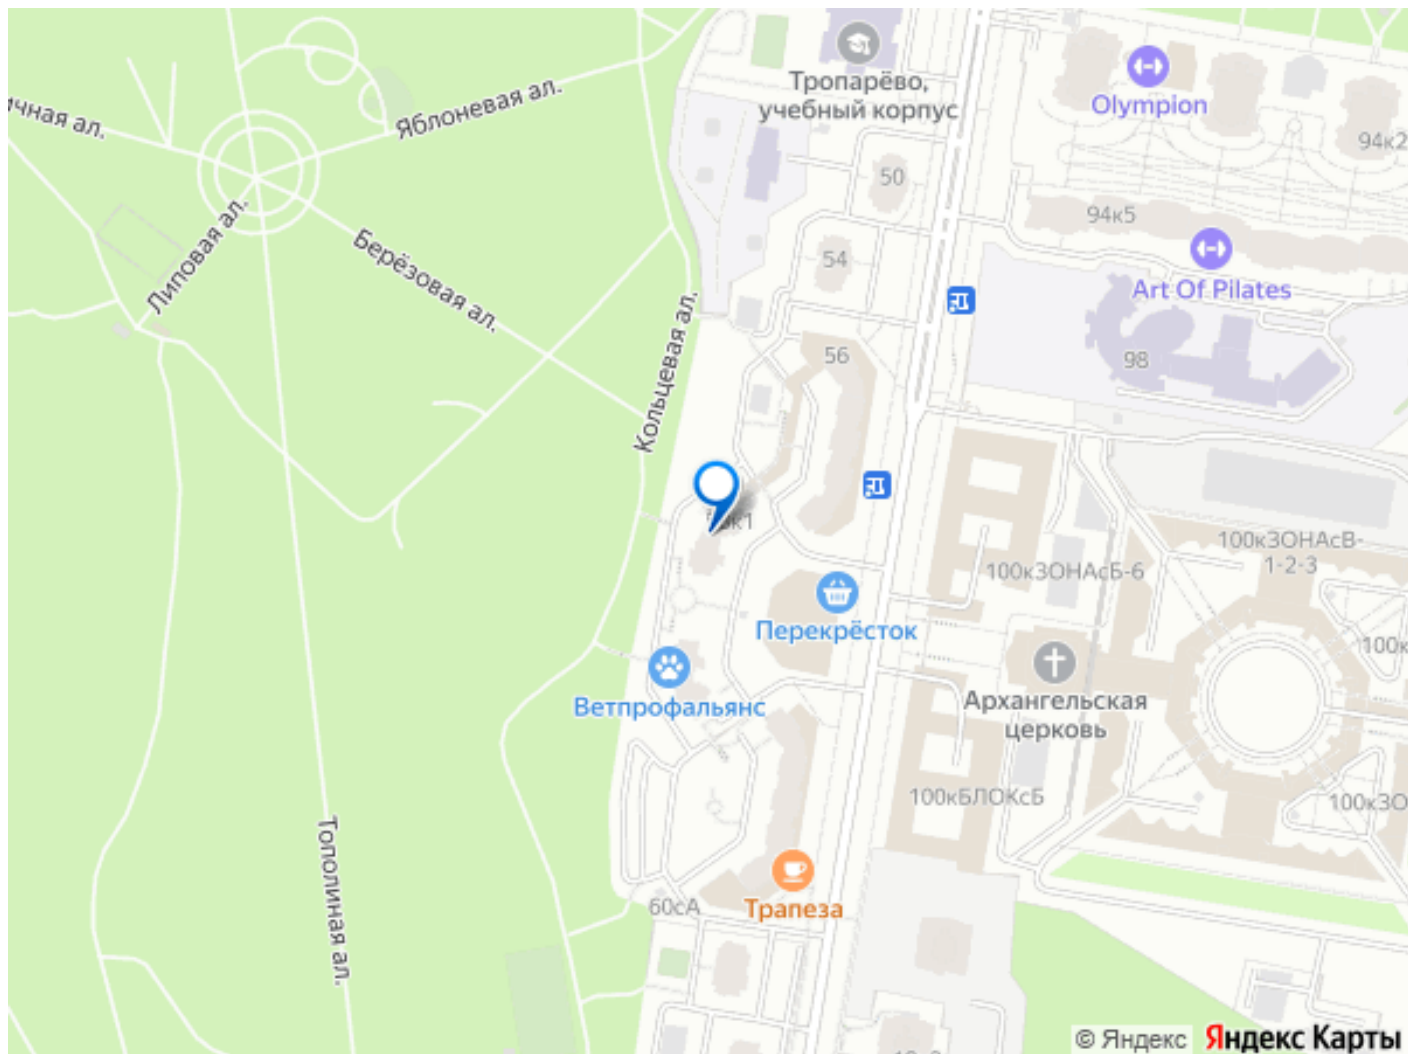 Тропарёво,
учебный корпус
Olympion
94к2
ичная ал.
Яблоневая ал.
50
94к5
Липовая ал.
Берёзовая ал.
54
Art Of Pilates
Кольцевая ал.
56
98
100кЗОНАсВ-
1-2-3
100кЗОНАсБ-6
Перекрёсток
100к
Архангельская
церковь
Ветпрофальянс
100кБЛОКсБ
100кЗО
Тополиная ал.
60сА
Трапеза
© Яндекс
Яндекс Карты